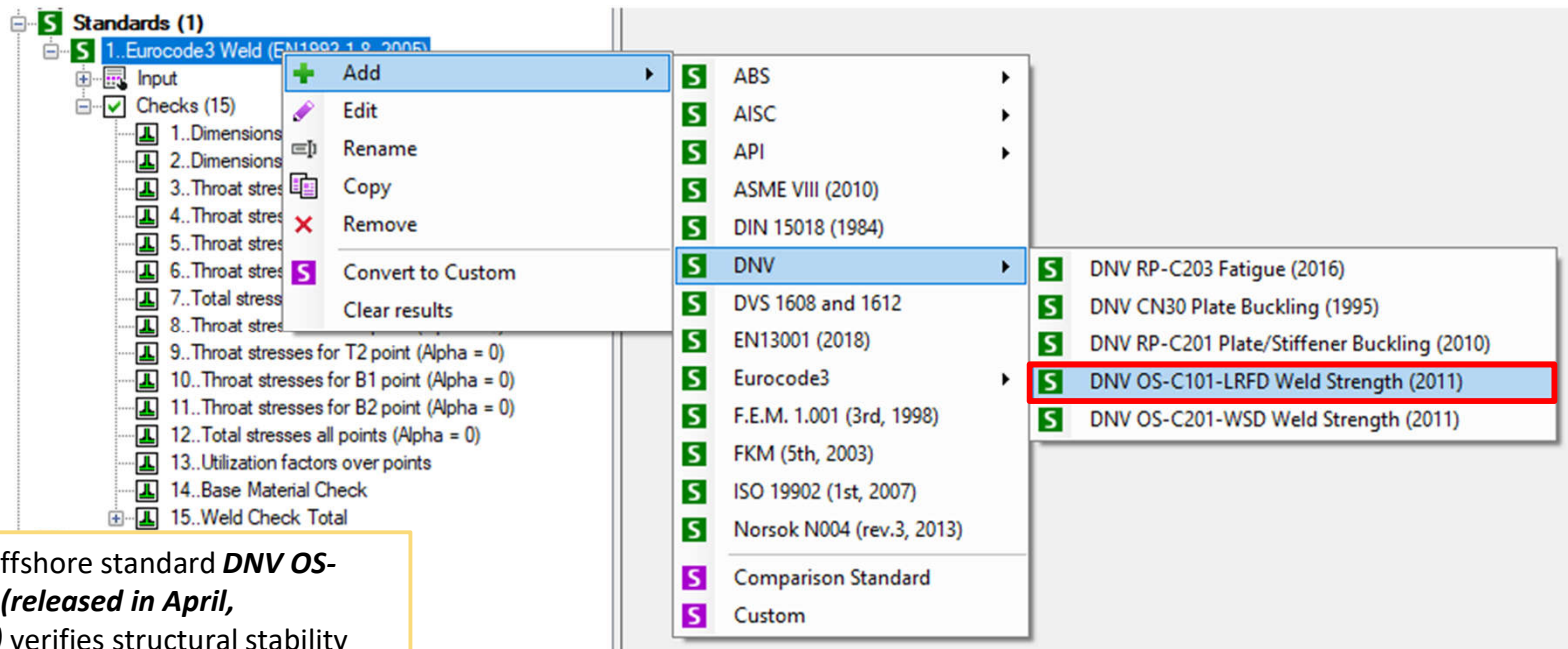 Standards (1)
1..Eurocode3 Weld (EN1993-1-8, 2005)
Input
Checks (15)
1..Dimensions
2..Dimensions
3..Throat stres
4..Throat stres
5..Throat stres
6..Throat stres
7..Total stress
8..Throat stres
9..Throat stresses for T2 point (Alpha = 0)
10..Throat stresses for B1 point (Alpha = 0)
11..Throat stresses for B2 point (Alpha = 0)
12..Total stresses all points (Alpha = 0)
13..Utilization factors over points
14..Base Material Check
15..Weld Check Total
Add
Edit
Rename
Copy
Remove
Convert to Custom
Clear results
ABS
AISC
API
ASME VIII (2010)
DIN 15018 (1984)
DNV
DVS 1608 and 1612
EN13001 (2018)
Eurocode3
F.E.M. 1.001 (3rd, 1998)
FKM (5th, 2003)
ISO 19902 (1st, 2007)
Norsok N004 (rev.3, 2013)
Comparison Standard
Custom
DNV RP-C203 Fatigue (2016)
DNV CN30 Plate Buckling (1995)
DNV RP-C201 Plate/Stiffener Buckling (2010)
DNV OS-C101-LRFD Weld Strength (2011)
DNV OS-C201-WSD Weld Strength (2011)
ffshore standard DNV OS-
(released in April,
) verifies structural stability